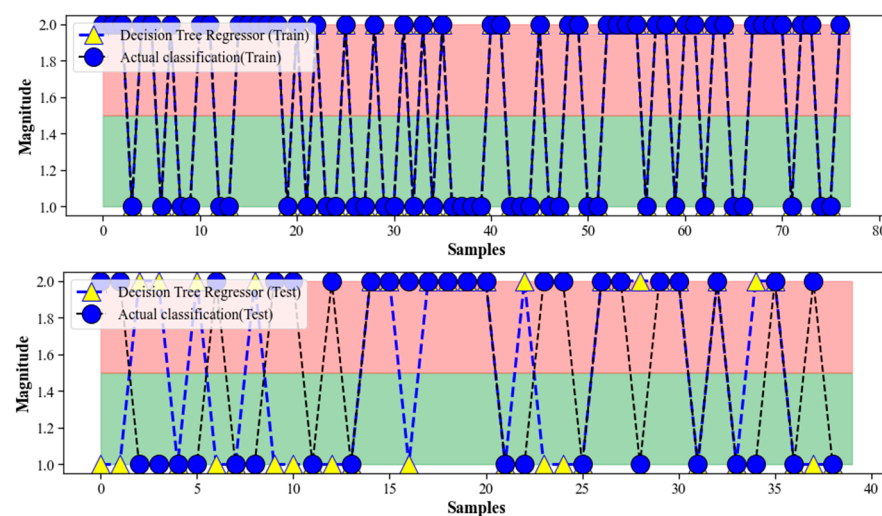 2.0
1.8
1.6
1.4
1.2
1.0
Magnitude
Decision Tree Regressor (Train)
Actual classification(Train)
0 10 20 30 40 50 60 70 80
Samples
2.0
1.8
1.6
1.4
1.2
1.0
Magnitude
Decision Tree Regressor (Test)
Actual classification(Test)
0 5 10 15 20 25 30 35 40
Samples